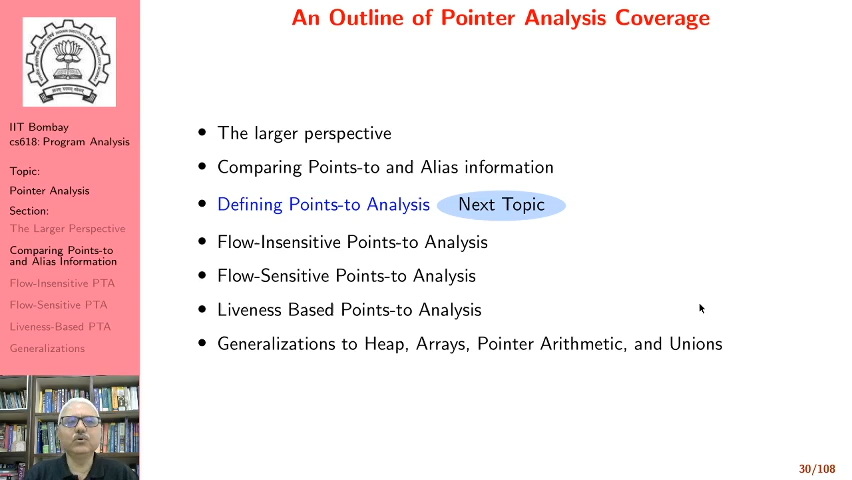 An Outline of Pointer Analysis Coverage
IIT Bombay
cs618: Program Analysis
Topic:
Pointer Analysis
Section:
The Larger Perspective
Comparing Points-to
and Alias Information
Flow-Insensitive PTA
Flow-Sensitive PTA
Liveness-Based PTA
Generalizations
• The larger perspective
• Comparing Points-to and Alias information
• Defining Points-to Analysis Next Topic
• Flow-Insensitive Points-to Analysis
• Flow-Sensitive Points-to Analysis
• Liveness Based Points-to Analysis
• Generalizations to Heap, Arrays, Pointer Arithmetic, and Unions
30/108